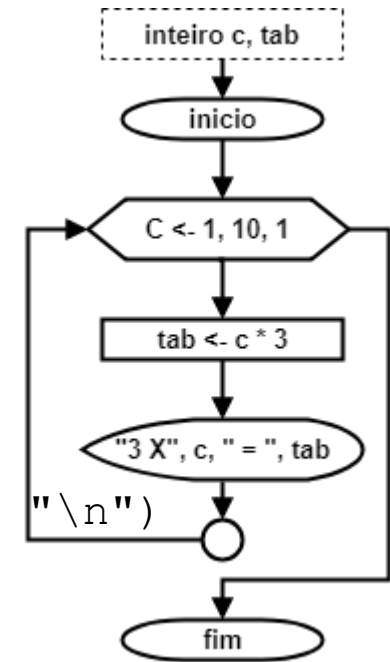 inteiro c, tab
inicio
C <- 1, 10, 1
tab <- c * 3
"3 X", c, " = ", tab
"\n")
fim